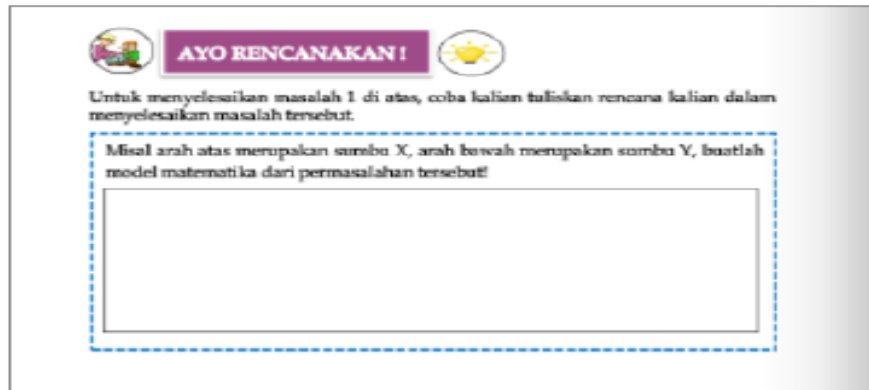 AYO RENCANAKAN !
Untuk menyelesaikan masalah 1 di atas, coba kalian tuliskan rencana kalian dalam
menyelesaikan masalah tersebut.
Misal arah atas merupakan sumbu X, arah bawah merupakan sumbu Y, buatlah
model matematika dari permasalahan tersebut!